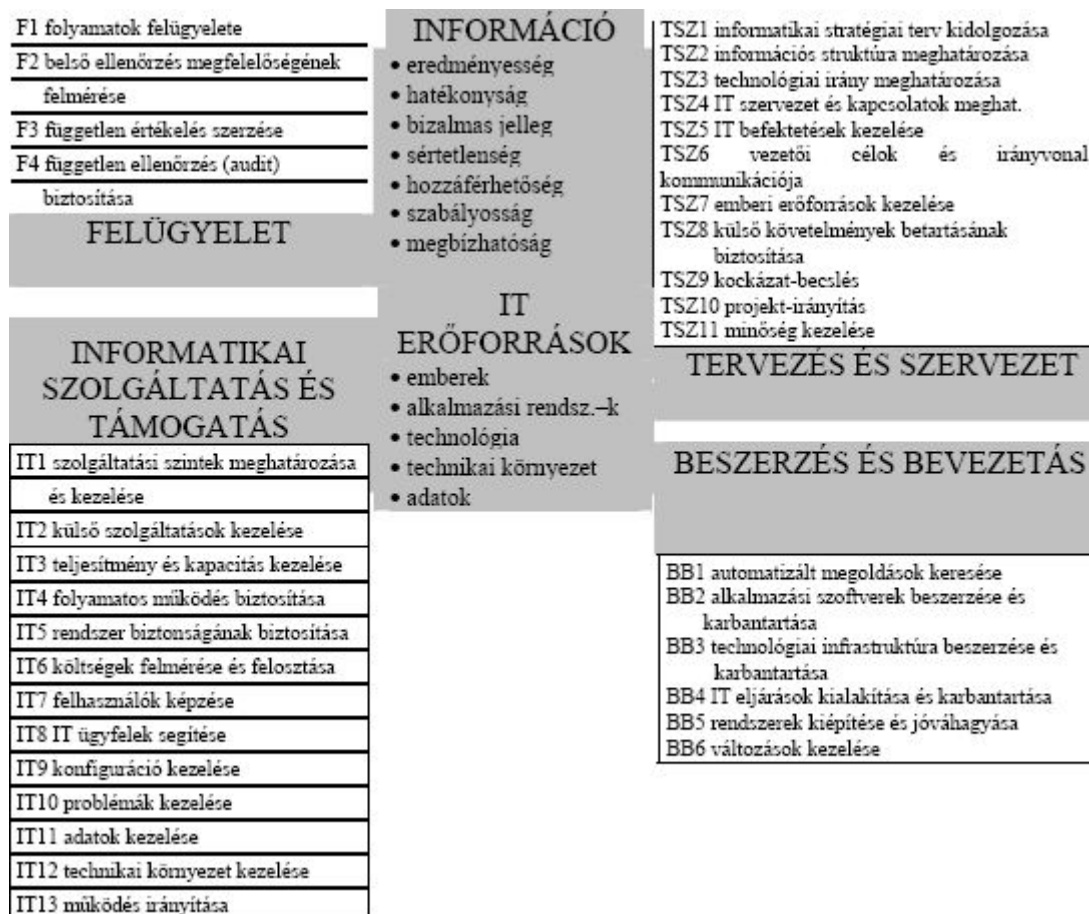 F1 folyamatok felügyelete
F2 belső ellenőrzés megfelelőségének
felmérése
F3 független értékelés szerzése
F4 független ellenőrzés (audit)
biztosítása
FELÜGYELET
INFORMÁCIÓ
• eredményesség
• hatékonyság
• bizalmas jelleg
• sértetlenség
• hozzáférhetőség
• szabályosság
• megbízhatóság
IT
ERŐFORRÁSOK
• emberek
• alkalmazási rendsz.–k
• technológia
• technikai környezet
• adatok
TSZ1 informatikai stratégiai terv kidolgozása
TSZ2 információs struktúra meghatározása
TSZ3 technológiai irány meghatározása
TSZ4 IT szervezet és kapcsolatok meghat.
TSZ5 IT befektetések kezelése
TSZ6 vezetői célok és irányvonal
kommunikációja
TSZ7 emberi erőforrások kezelése
TSZ8 külső követelmények betartásának
biztosítása
TSZ9 kockázat-becslés
TSZ10 projekt-irányítás
TSZ11 minőség kezelése
TERVEZÉS ÉS SZERVEZET
INFORMATIKAI
SZOLGÁLTATÁS ÉS
TÁMOGATÁS
IT1 szolgáltatási szintek meghatározása
és kezelése
IT2 külső szolgáltatások kezelése
IT3 teljesítmény és kapacitás kezelése
IT4 folyamatos működés biztosítása
IT5 rendszer biztonságának biztosítása
IT6 költségek felmérése és felosztása
IT7 felhasználók képzése
IT8 IT ügyfelek segítése
IT9 konfiguráció kezelése
IT10 problémák kezelése
IT11 adatok kezelése
IT12 technikai környezet kezelése
IT13 működés irányítása
BESZERZÉS ÉS BEVEZETÁS
BB1 automatizált megoldások keresése
BB2 alkalmazási szoftverek beszerzése és
karbantartása
BB3 technológiai infrastruktúra beszerzése és
karbantartása
BB4 IT eljárások kialakítása és karbantartása
BB5 rendszerek kiépítése és jóváhagyása
BB6 változások kezelése